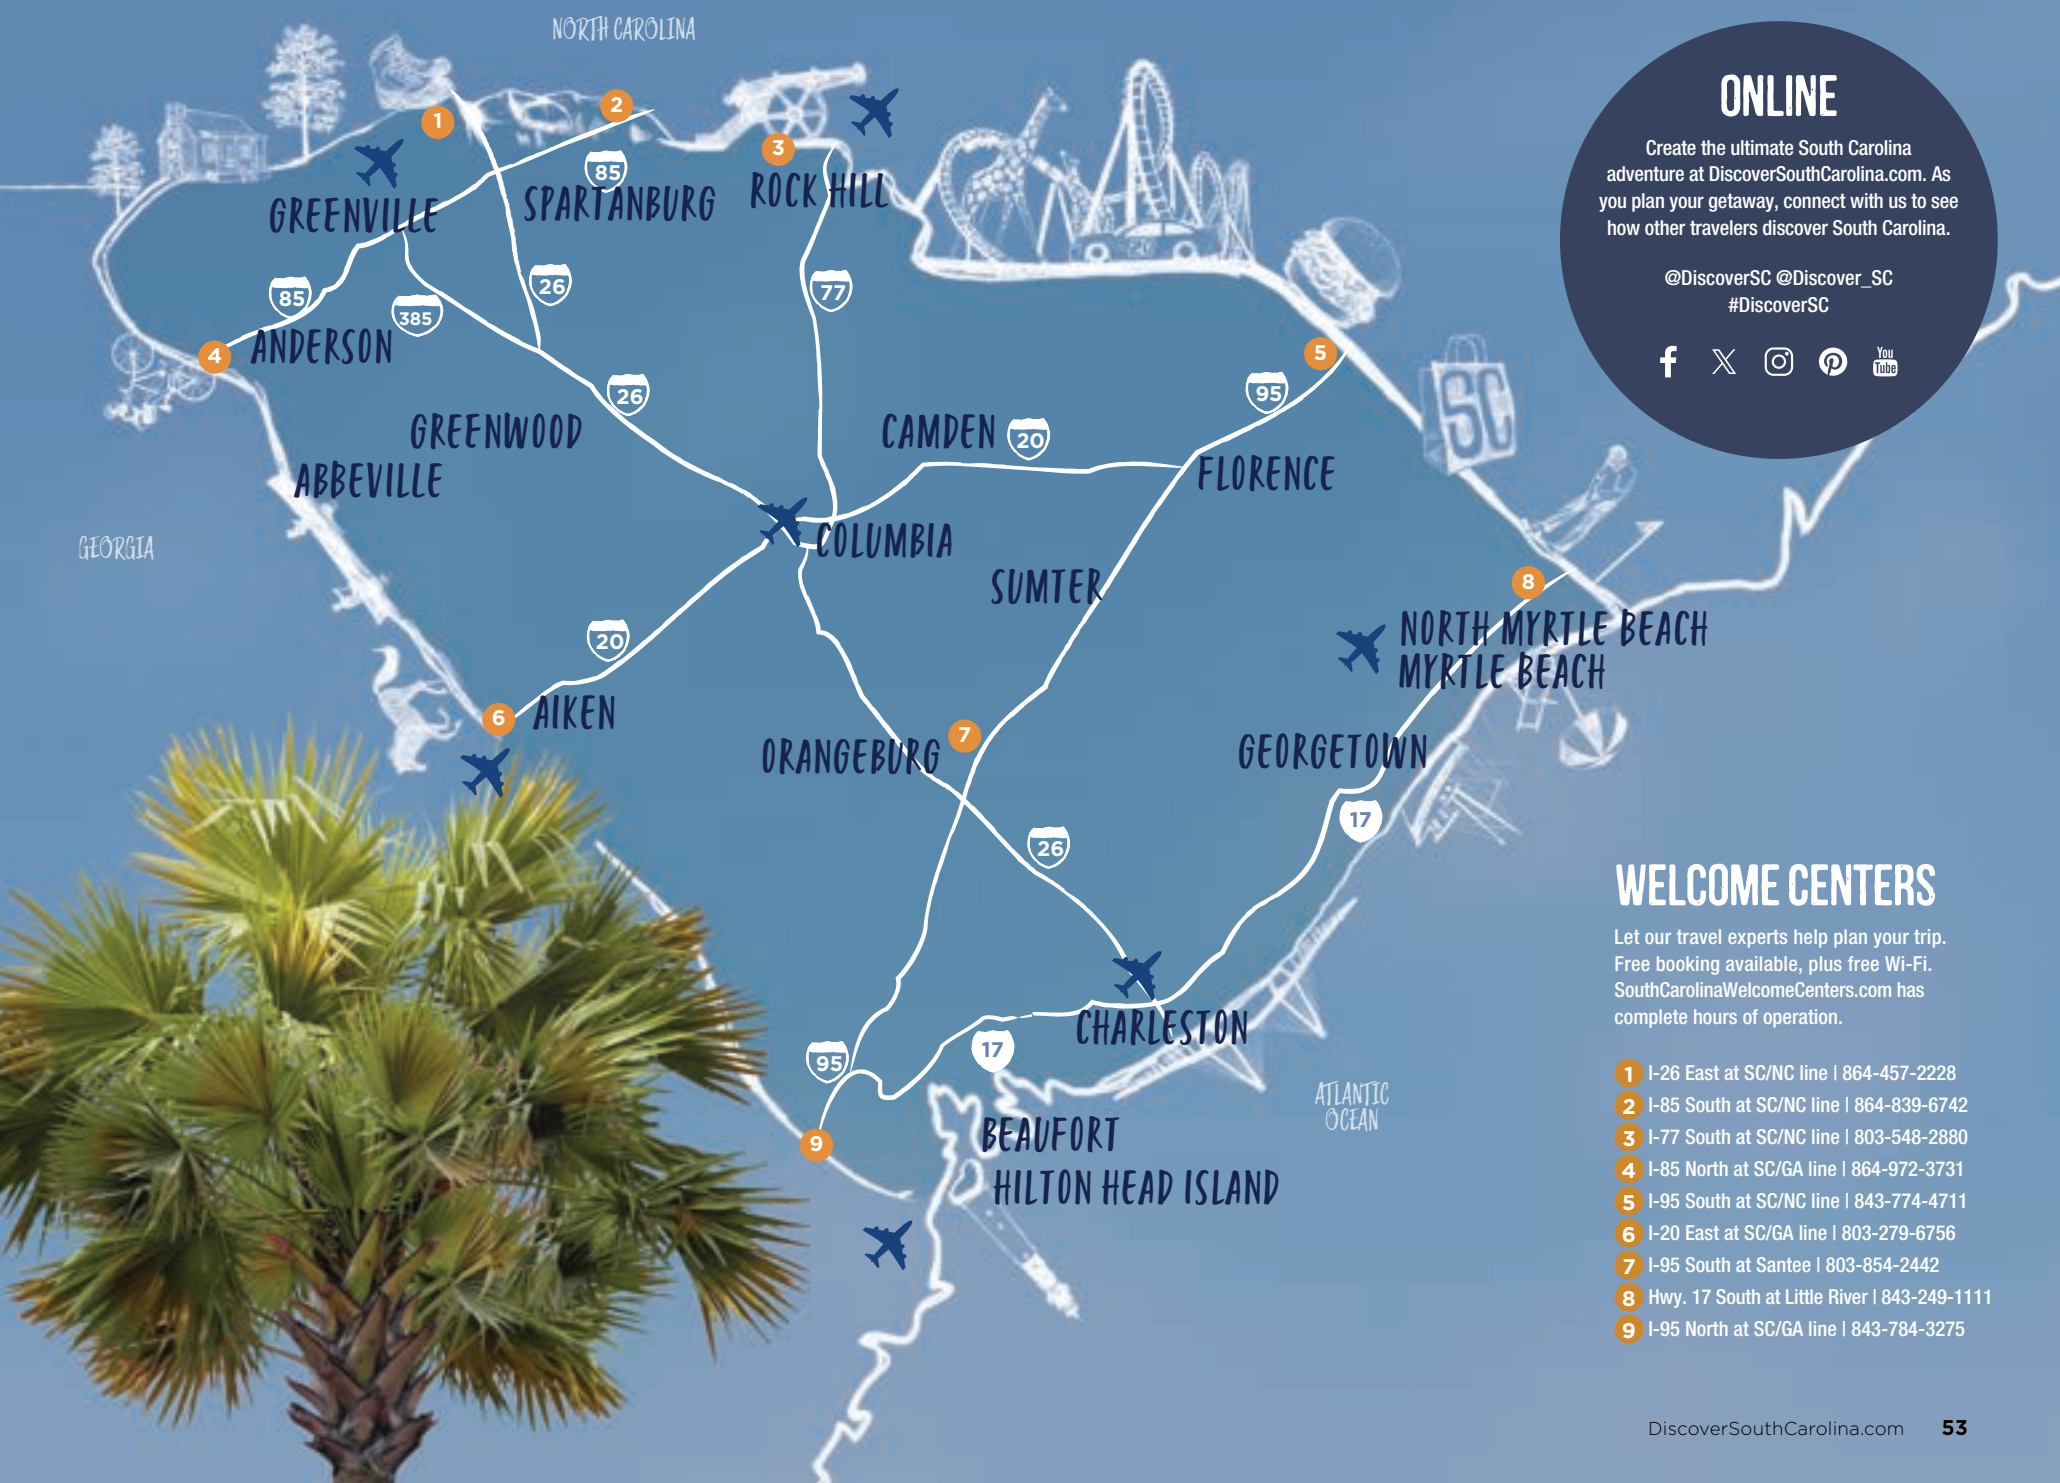 NORTH CAROLINA
1
2
3
85
GREENVILLE
SPARTANBURG
ROCK HILL
85
26
77
385
4
ANDERSON
5
26
95
GREENWOOD
CAMDEN
20
ABBEVILLE
FLORENCE
SC
GEORGIA
COLUMBIA
SUMTER
8
20
NORTH MYRTLE BEACH
MYRTLE BEACH
6
AIKEN
7
ORANGEBURG
GEORGETOWN
17
26
CHARLESTON
95
17
ATLANTIC
OCEAN
9
BEAUFORT
HILTON HEAD ISLAND
ONLINE
Create the ultimate South Carolina
adventure at DiscoverSouthCarolina.com. As
you plan your getaway, connect with us to see
how other travelers discover South Carolina.
@DiscoverSC @Discover_SC
#DiscoverSC
You
Tube
WELCOME CENTERS
Let our travel experts help plan your trip.
Free booking available, plus free Wi-Fi.
SouthCarolinaWelcomeCenters.com has
complete hours of operation.
1 I-26 East at SC/NC line | 864-457-2228
2 I-85 South at SC/NC line | 864-839-6742
3 I-77 South at SC/NC line | 803-548-2880
4 I-85 North at SC/GA line | 864-972-3731
5 I-95 South at SC/NC line | 843-774-4711
6 I-20 East at SC/GA line | 803-279-6756
7 I-95 South at Santee | 803-854-2442
8 Hwy. 17 South at Little River | 843-249-1111
9 I-95 North at SC/GA line | 843-784-3275
DiscoverSouthCarolina.com 53